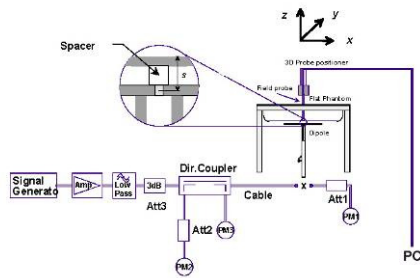 z
y
x
Spacer
s
3D Probe positioner
Field probe
Flat Phantom
Dipole
Dir.Coupler
Signal
Generato
Amp
Low
Pass
3dB
Att3
Cable
x
Att1
PM1
Att2
PM3
PM2
PC